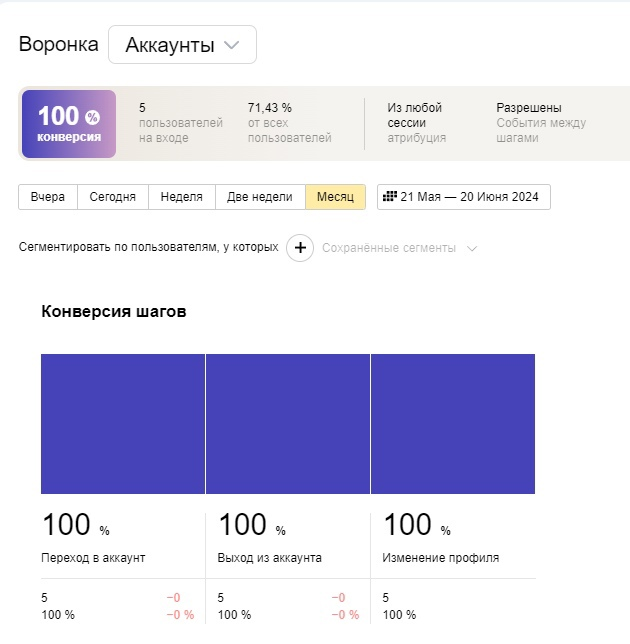 Воронка Аккаунты
100 %
конверсия
5
пользователей
на входе
71,43 %
от всех
пользователей
Из любой
сессии
атрибуция
Разрешены
События между
шагами
Вчера Сегодня Неделя Две недели Месяц 21 Мая — 20 Июня 2024
Сегментировать по пользователям, у которых + Сохранённые сегменты
Конверсия шагов
100 % 100 % 100 %
Переход в аккаунт Выход из аккаунта Изменение профиля
5 −0 5 −0 5
100 % −0 % 100 % −0 % 100 %